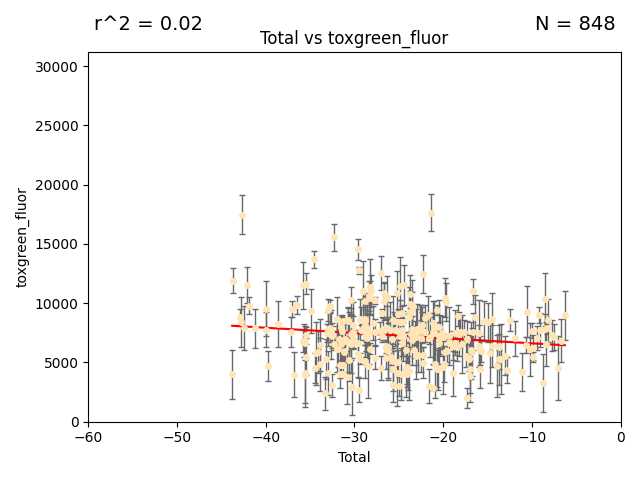 r^2 = 0.02
N = 848
Total vs toxgreen_fluor
30000
25000
20000
15000
10000
5000
0
toxgreen_fluor
−60
−50
−40
−30
−20
−10
0
Total